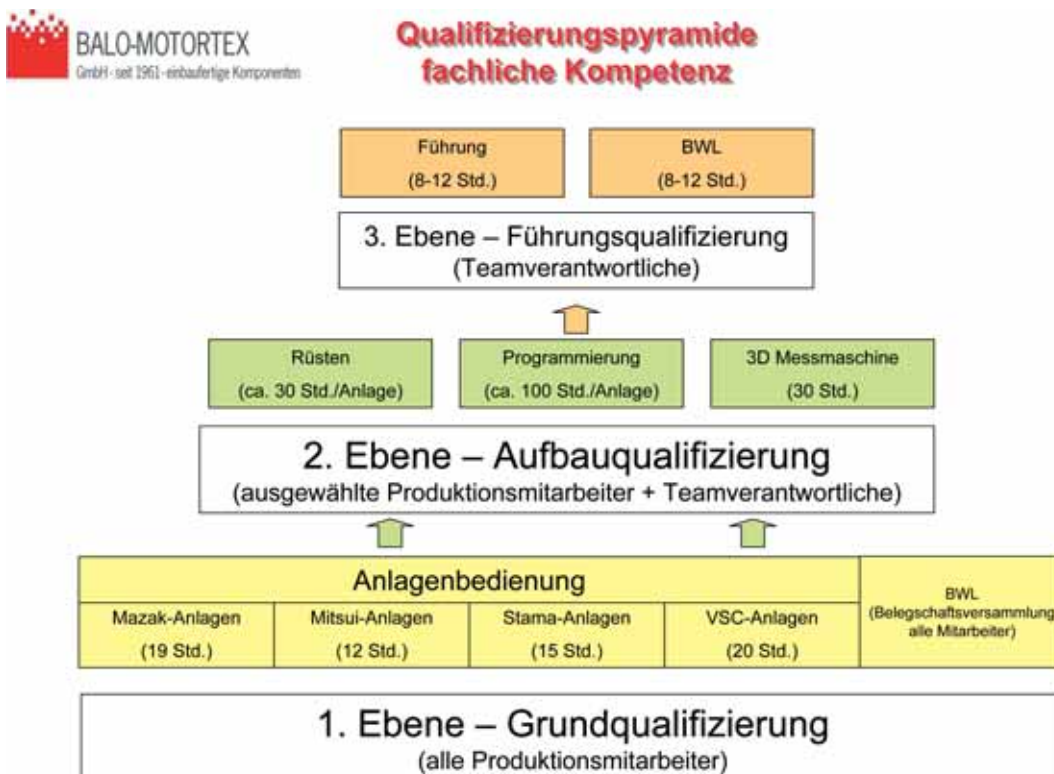 BALO-MOTORTEX
GmbH - seit 1961 - einbaufertige Komponenten
Qualifizierungspyramide
fachliche Kompetenz
Führung
(8-12 Std.)
BWL
(8-12 Std.)
3. Ebene – Führungsqualifizierung
(Teamverantwortliche)
Rüsten
(ca. 30 Std./Anlage)
Programmierung
(ca. 100 Std./Anlage)
3D Messmaschine
(30 Std.)
2. Ebene – Aufbauqualifizierung
(ausgewählte Produktionsmitarbeiter + Teamverantwortliche)
Anlagenbedienung
Mazak-Anlagen
(19 Std.)
Mitsui-Anlagen
(12 Std.)
Stama-Anlagen
(15 Std.)
VSC-Anlagen
(20 Std.)
BWL
(Belegschaftsversammlung
alle Mitarbeiter)
1. Ebene – Grundqualifizierung
(alle Produktionsmitarbeiter)